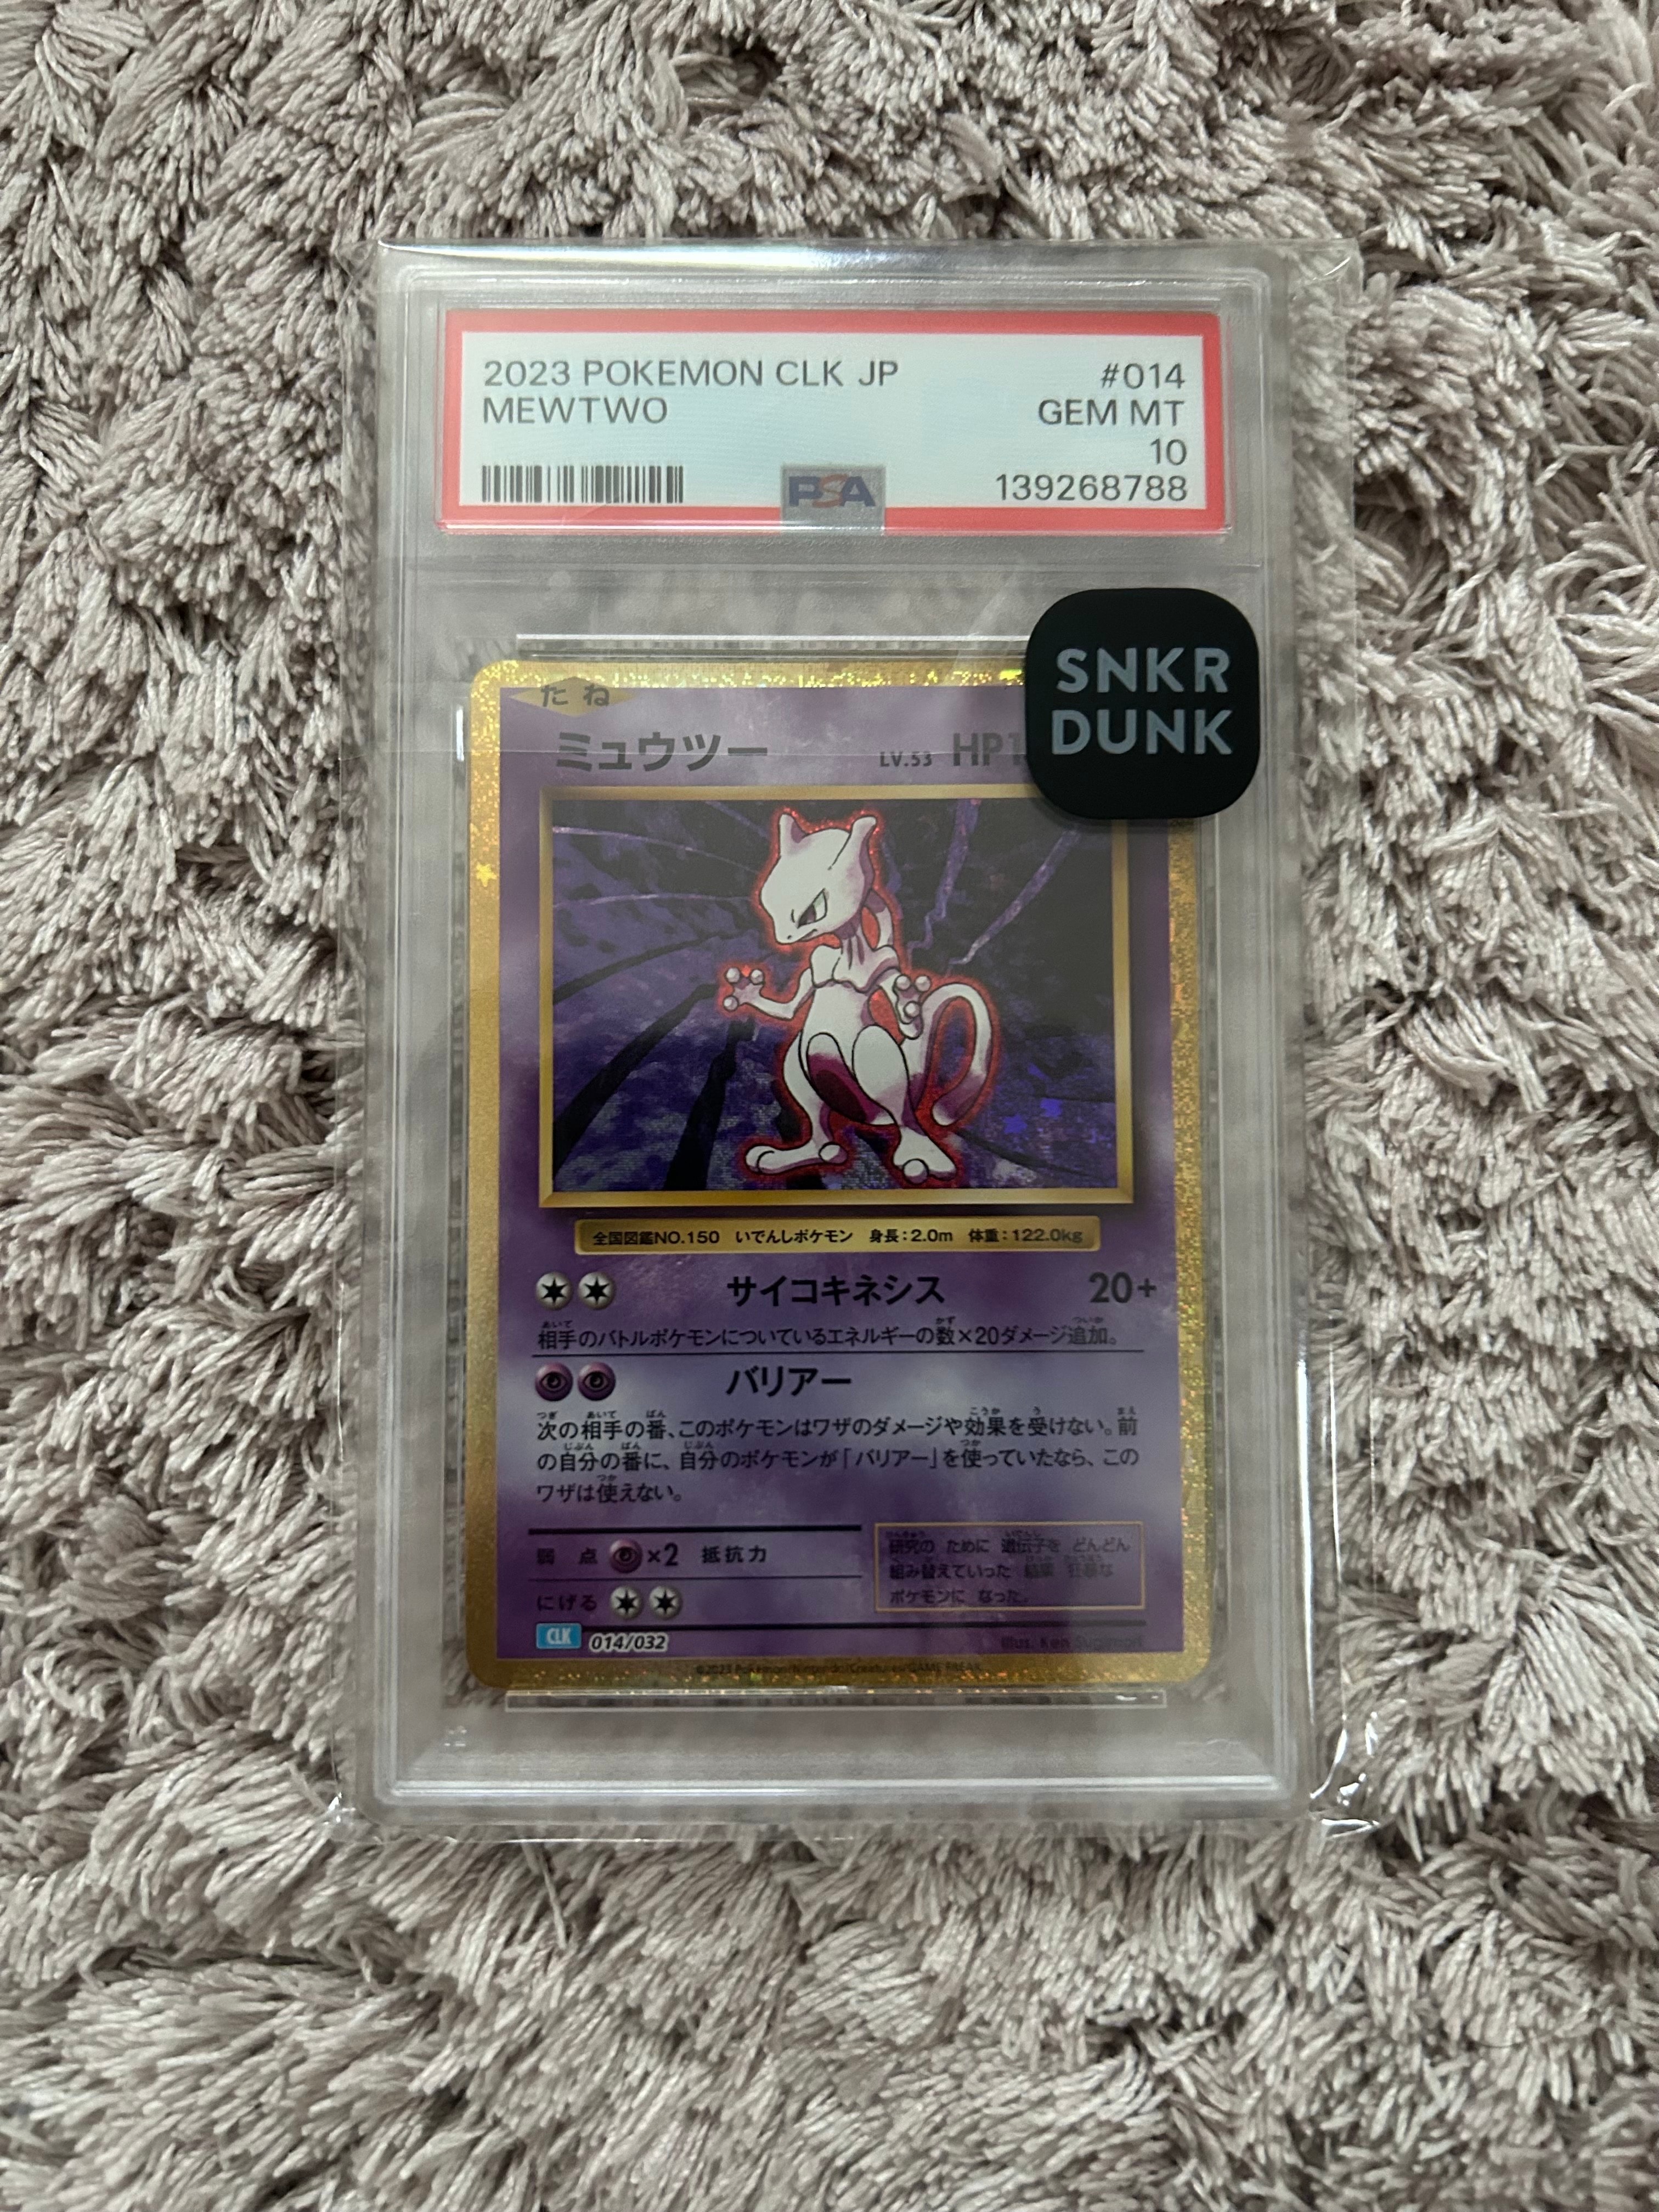 2023 POKEMON CLK JP #014
MEWTWO GEM MT
10
PSA 139268788
SNKR
DUNK
たね
ミュウツー LV.53 HP1
全国図鑑NO.150 いでんしポケモン 身長:2.0m 体重:122.0kg
サイコキネシス 20+
相手のバトルポケモンについているエネルギーの数×20ダメージ追加。
バリアー
次の相手の番、このポケモンはワザのダメージや効果を受けない。前
の自分の番に、自分のポケモンが「バリアー」を使っていたなら、この
ワザは使えない。
弱点 ×2 抵抗力
にげる
研究の ために 遺伝子を どんどん
組み替えていった 結果 狂暴な
ポケモンに なった。
CLK 014/032
illus. Ken Sugimori
©2023 Pokémon/Nintendo/Creatures/GAME FREAK